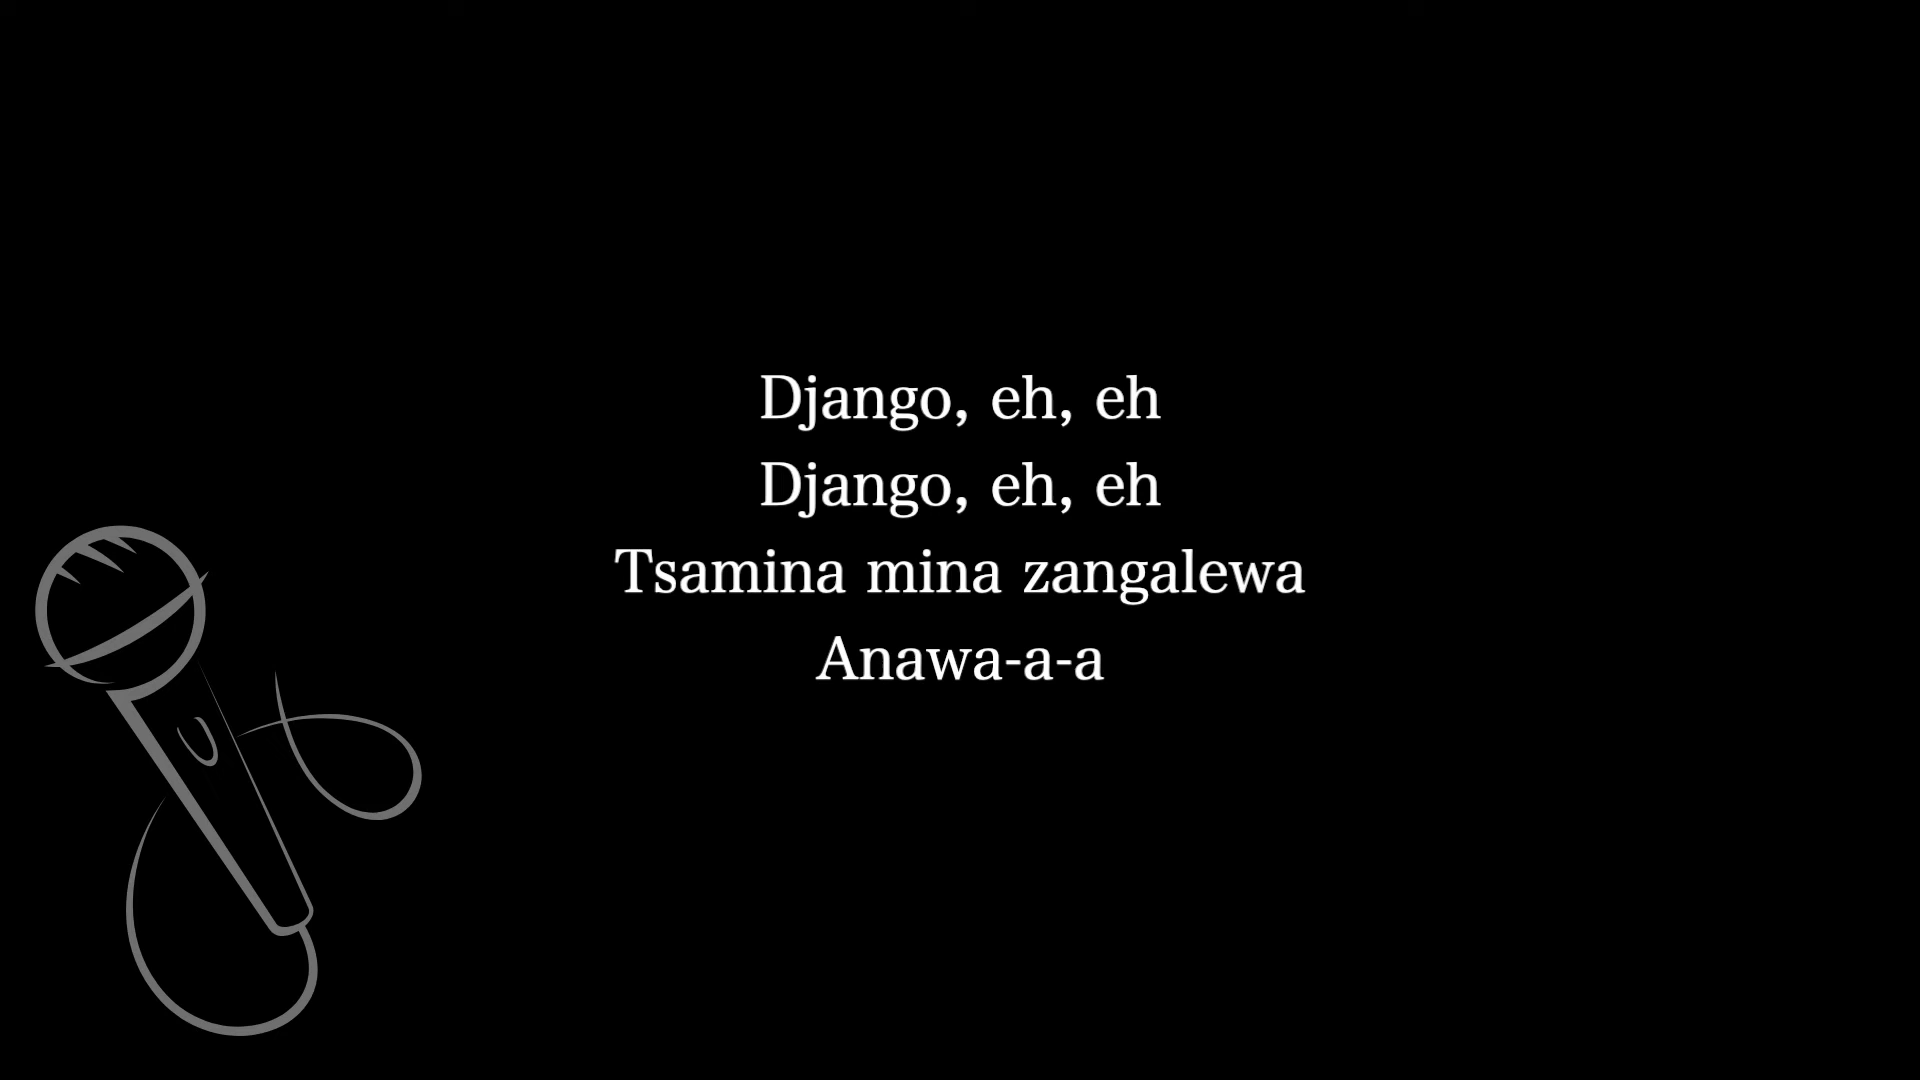 Django, eh, eh
Django, eh, eh
Tsamina mina zangalewa
Anawa-a-a